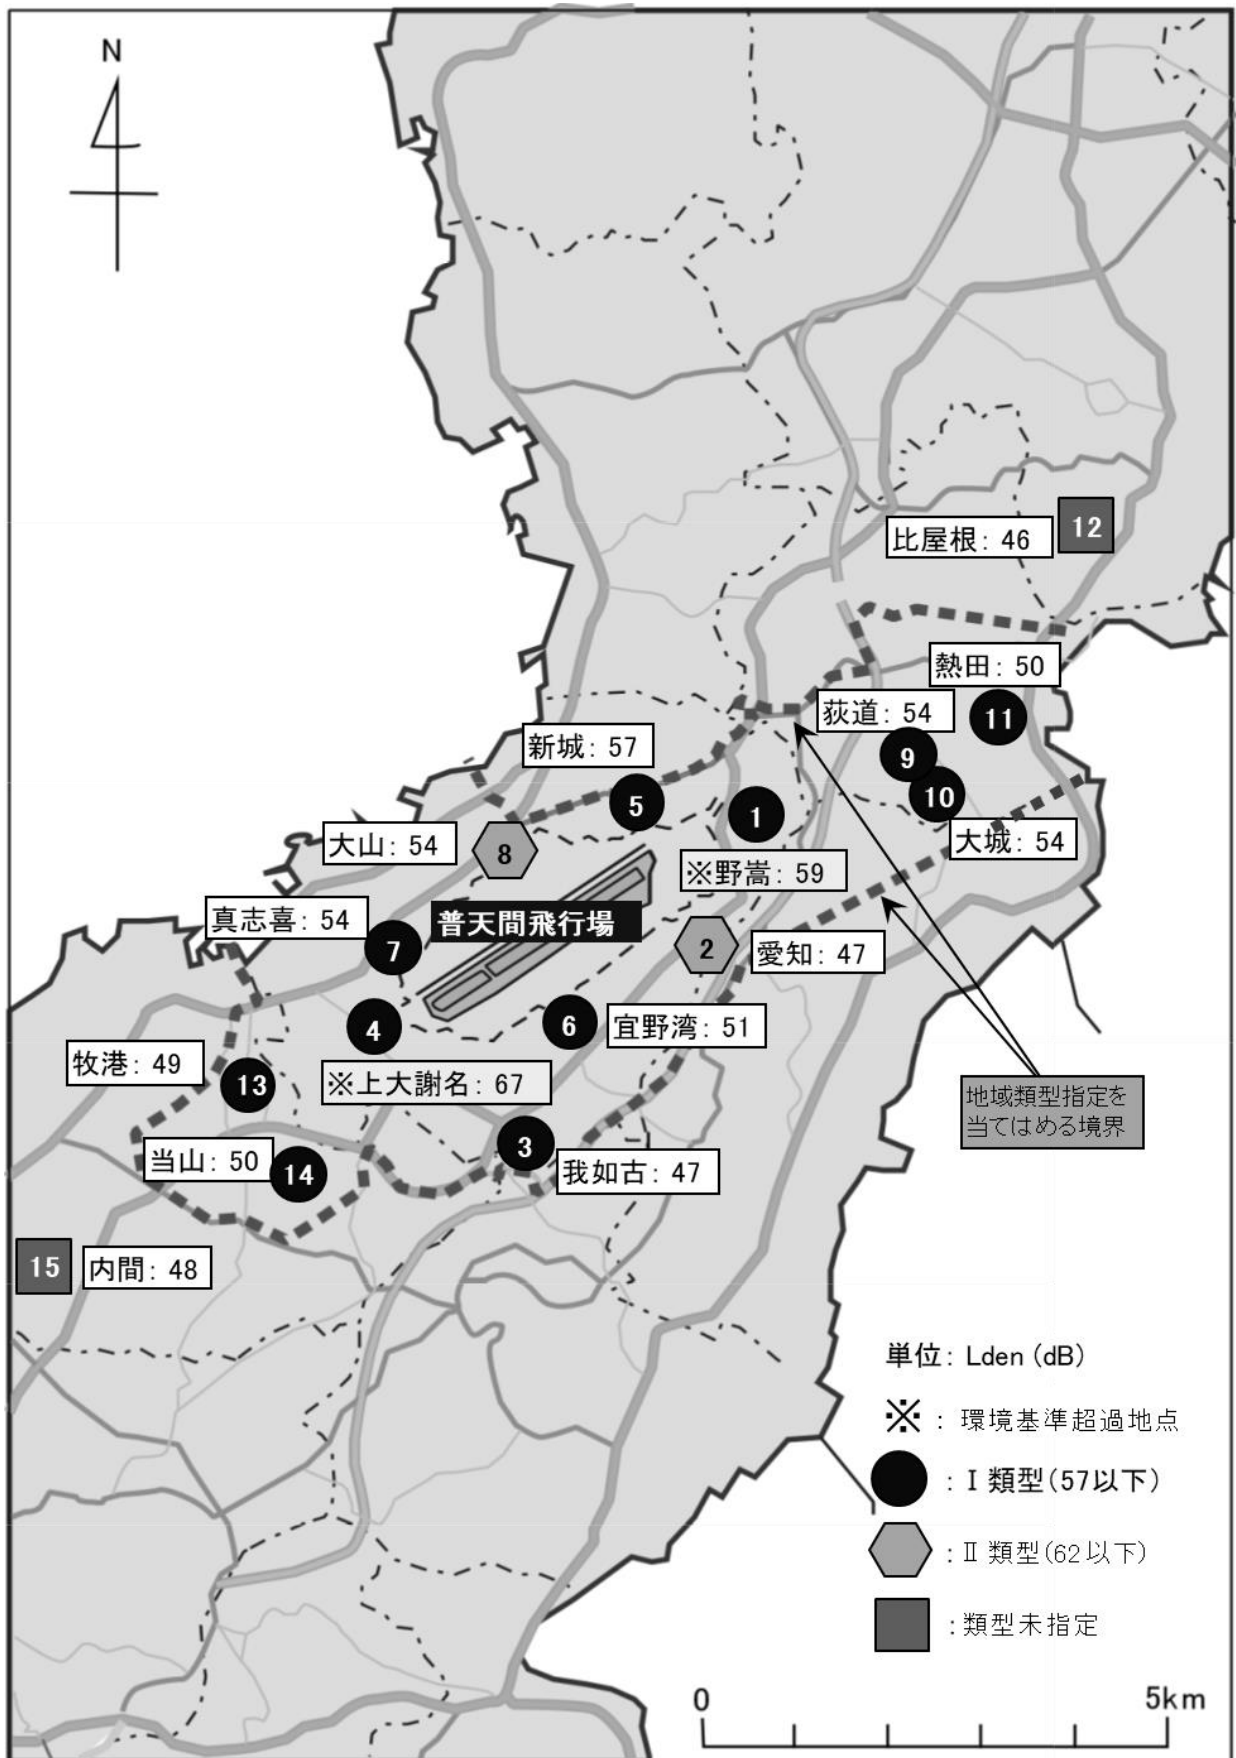 N
比屋根: 46
12
熱田: 50
11
荻道: 54
9
10
大城: 54
新城: 57
5
1
※野嵩: 59
大山: 54
8
普天間飛行場
真志喜: 54
7
2
愛知: 47
4
6
宜野湾: 51
牧港: 49
13
※上大謝名: 67
地域類型指定を
当てはめる境界
当山: 50
14
3
我如古: 47
15
内間: 48
単位: Lden (dB)
※ : 環境基準超過地点
: Ⅰ類型(57以下)
: Ⅱ類型(62以下)
: 類型未指定
0
5km